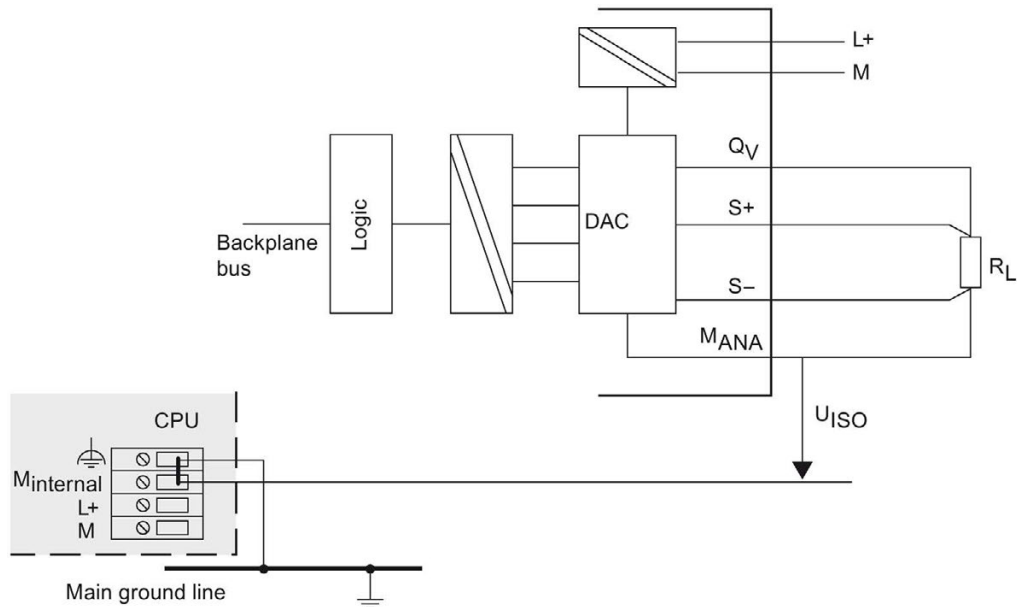 L+
M
QV
S+
Logic
DAC
Backplane
bus
RL
S–
MANA
CPU
UISO
Minternal
L+
M
Main ground line